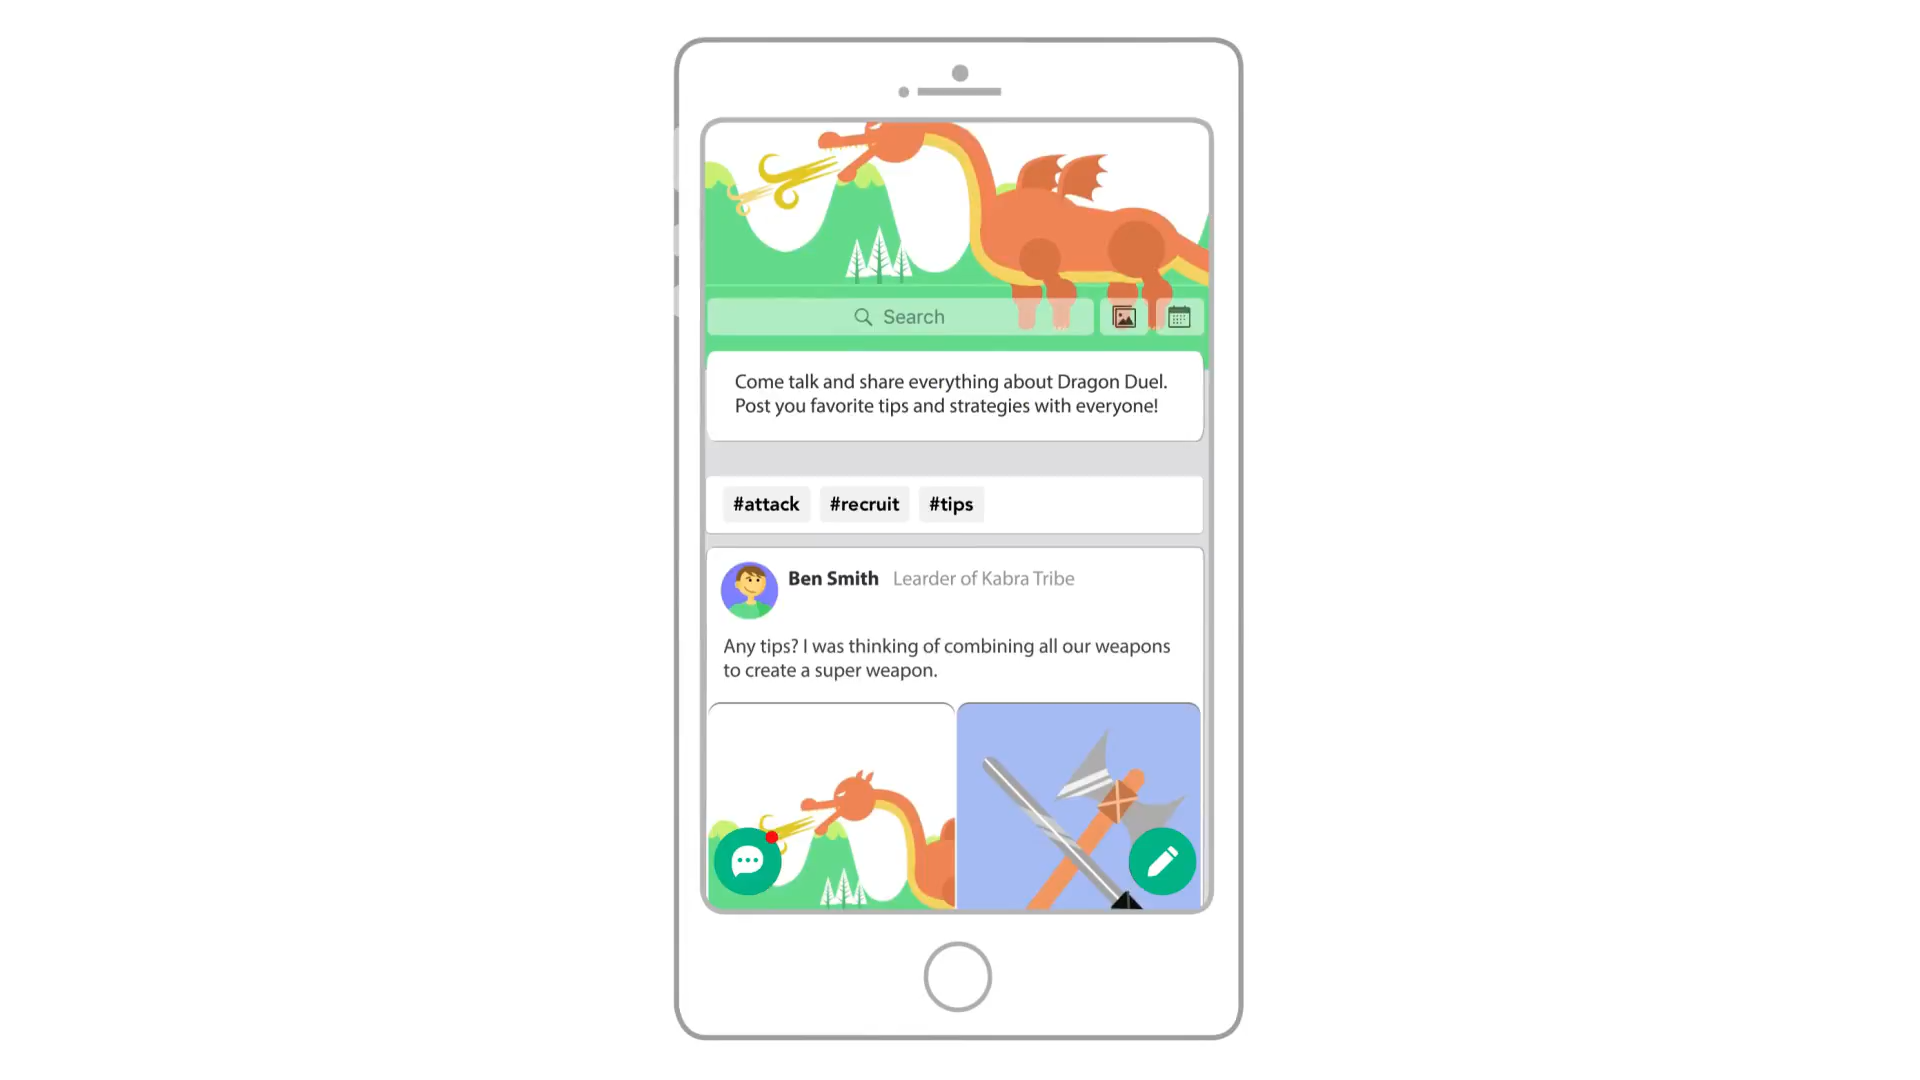 Search
Come talk and share everything about Dragon Duel.
Post you favorite tips and strategies with everyone!
#attack #recruit #tips
Ben Smith Learder of Kabra Tribe
Any tips? I was thinking of combining all our weapons
to create a super weapon.